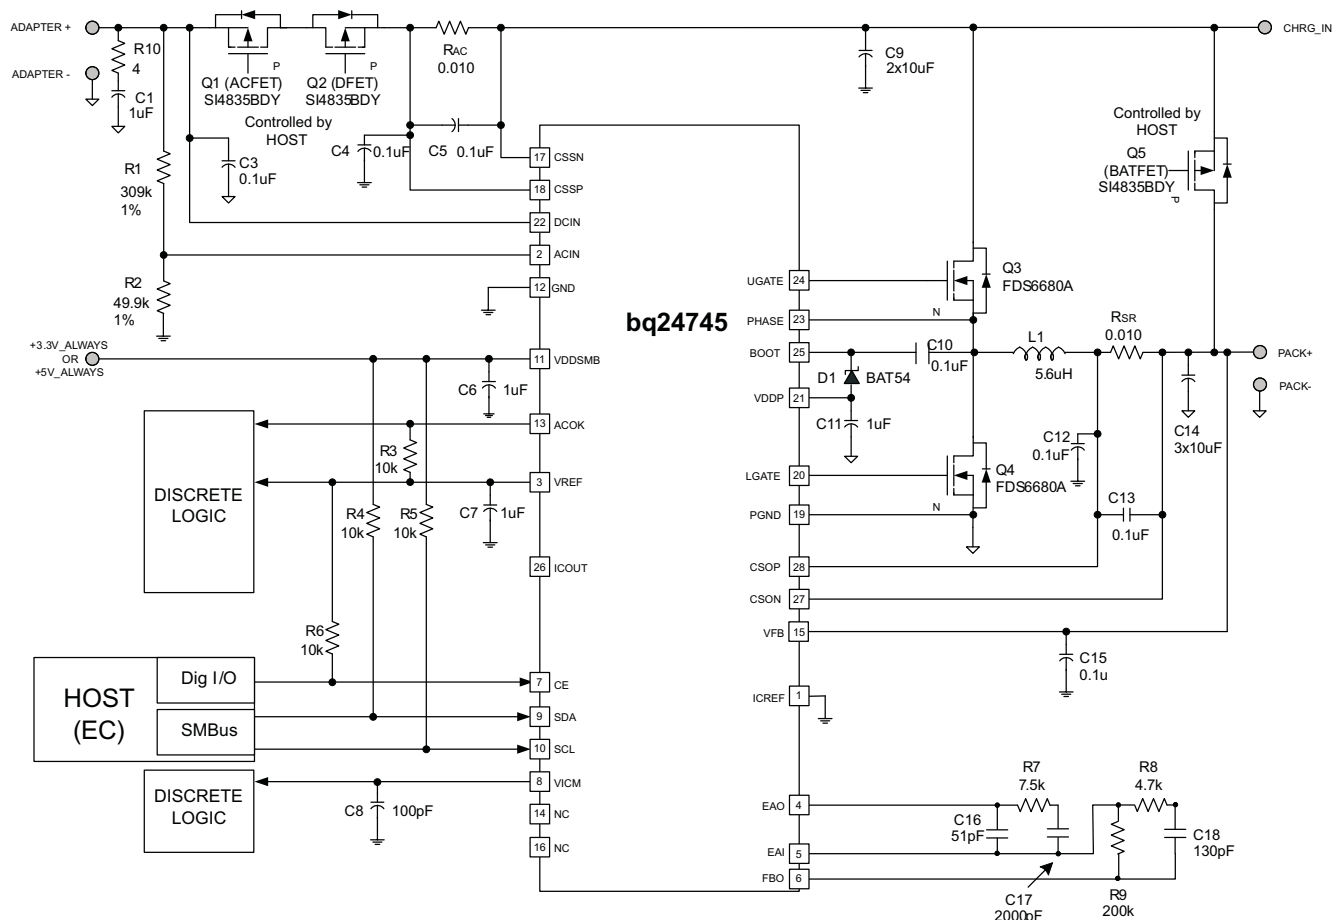 ADAPTER +
CHRG_IN
R10
4
RAC
0.010
C9
2x10uF
ADAPTER -
P
P
C1
1uF
Q1 (ACFET)
SI4835BDY
Q2 (DFET)
SI4835BDY
Controlled by
HOST
Controlled by
HOST
C4
0.1uF
C5
0.1uF
Q5
(BATFET)
SI4835BDY
P
R1
309k
1%
C3
0.1uF
17
CSSN
18
CSSP
22
DCIN
2
ACIN
R2
49.9k
1%
12
GND
bq24745
UGATE
24
Q3
FDS6680A
PHASE
23
N
+3.3V_ALWAYS
OR
+5V_ALWAYS
11
VDDSMB
BOOT
25
C10
0.1uF
L1
5.6uH
RSR
0.010
PACK+
C6
1uF
D1
BAT54
VDDP
21
PACK-
13
ACOK
C11
1uF
C12
0.1uF
C14
3x10uF
R3
10k
DISCRETE
LOGIC
3
VREF
LGATE
20
Q4
FDS6680A
C7
1uF
R4
10k
R5
10k
PGND
19
N
C13
0.1uF
26
ICOUT
CSOP
28
CSON
27
R6
10k
VFB
15
C15
0.1u
HOST
(EC)
Dig I/O
7
CE
ICREF
1
SMBus
9
SDA
10
SCL
DISCRETE
LOGIC
8
VICM
C8
100pF
R7
7.5k
R8
4.7k
14
NC
EAO
4
C16
51pF
C18
130pF
16
NC
EAI
5
FBO
6
C17
2000pF
R9
200k